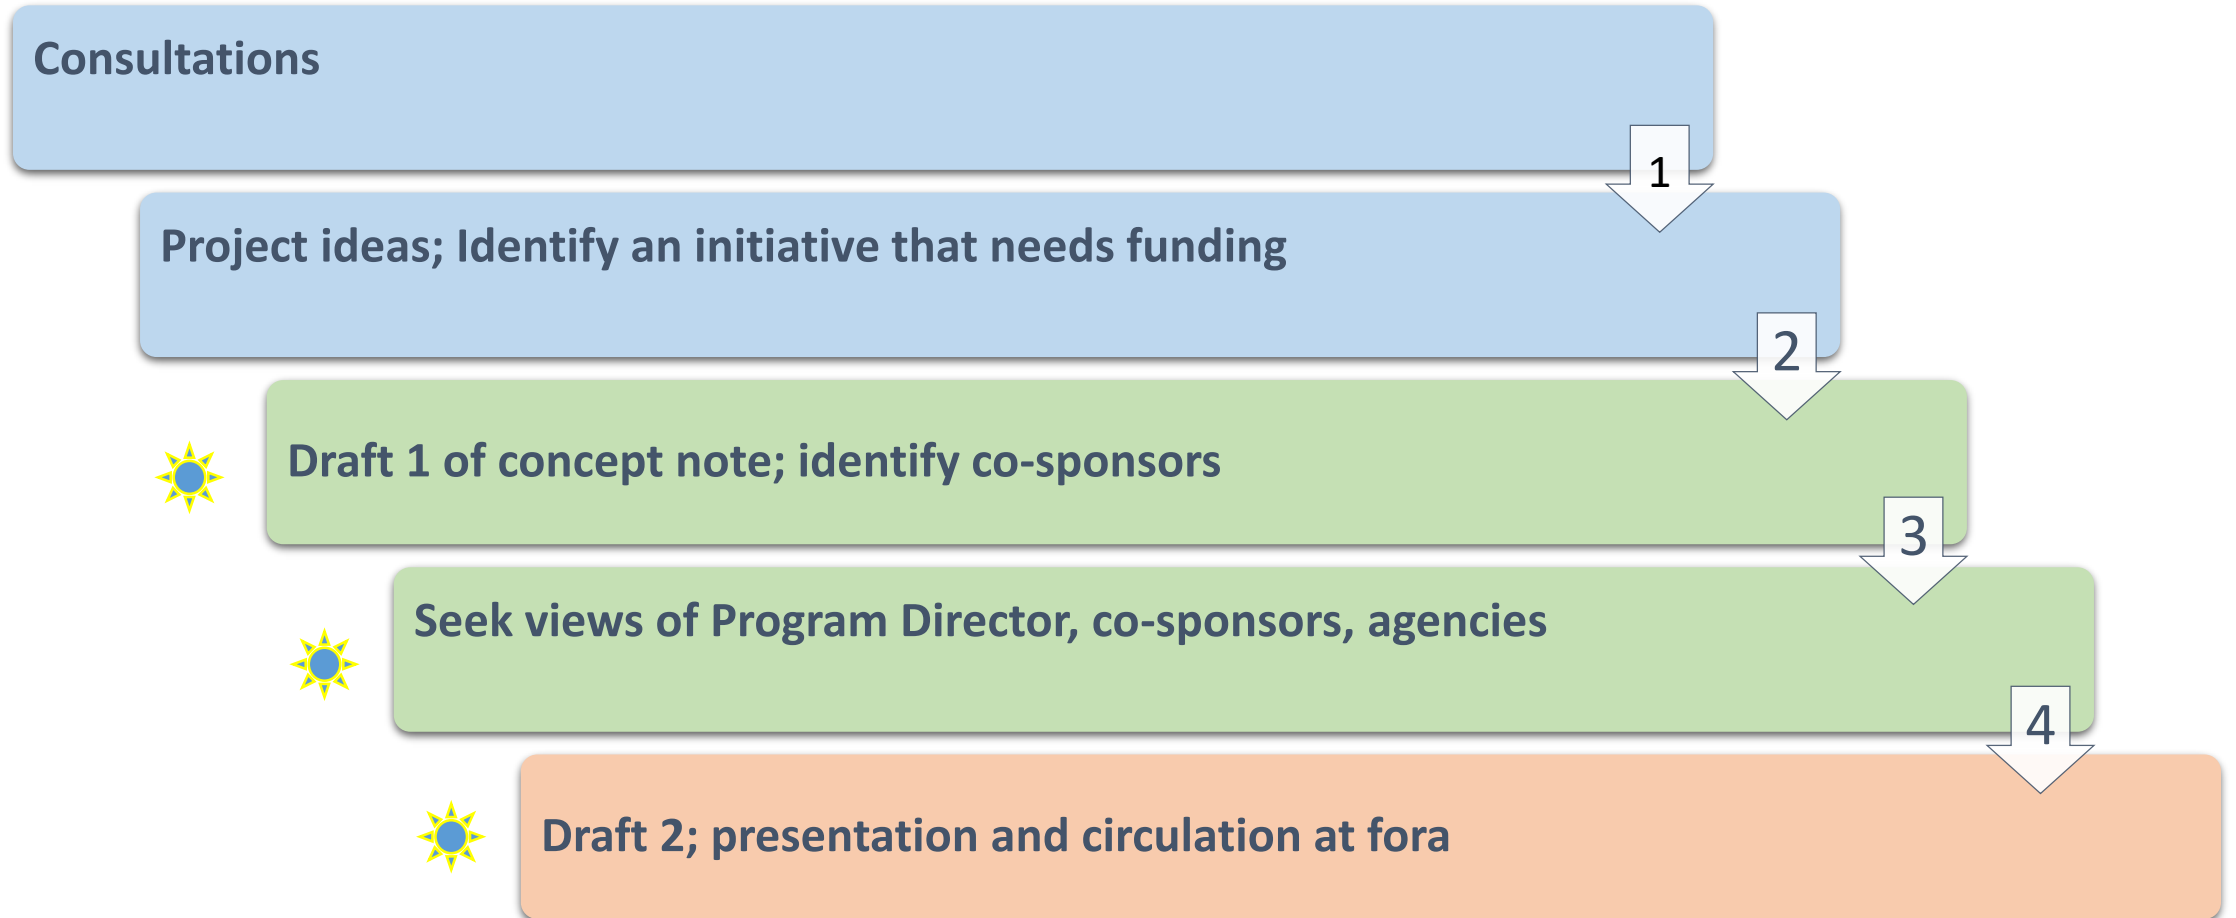 Consultations
1
Project ideas; Identify an initiative that needs funding
2
Draft 1 of concept note; identify co-sponsors
3
Seek views of Program Director, co-sponsors, agencies
4
Draft 2; presentation and circulation at fora